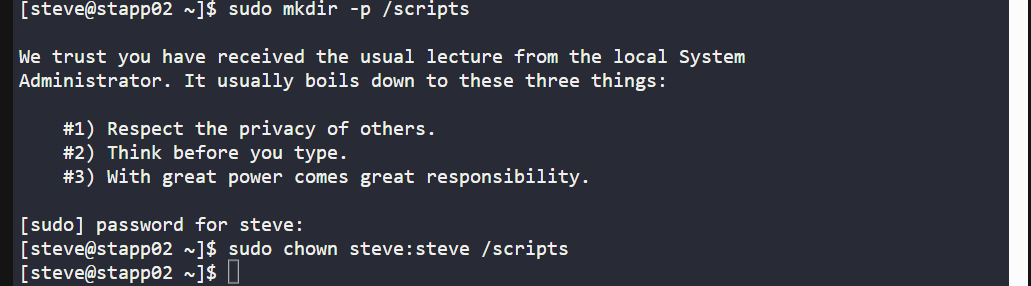 [steve@stapp02 ~]$ sudo mkdir -p /scripts
We trust you have received the usual lecture from the local System
Administrator. It usually boils down to these three things:
#1) Respect the privacy of others.
#2) Think before you type.
#3) With great power comes great responsibility.
[sudo] password for steve:
[steve@stapp02 ~]$ sudo chown steve:steve /scripts
[steve@stapp02 ~]$